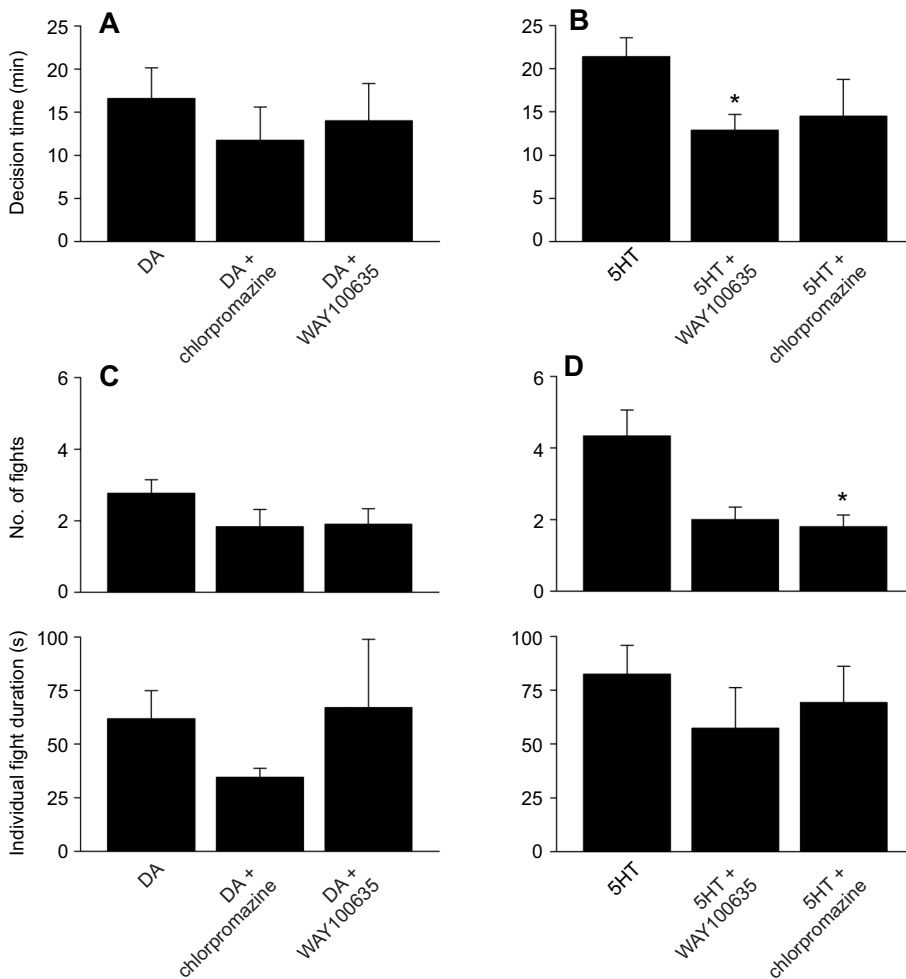 A
B
Decision time (min)
25
20
15
10
5
0
25
20
15
10
5
0
*
DA
DA +
chlorpromazine
DA +
WAY100635
5HT
5HT +
WAY100635
5HT +
chlorpromazine
C
D
No. of fights
6
4
2
0
6
4
2
0
*
Individual fight duration (s)
100
75
50
25
0
100
75
50
25
0
DA
DA +
chlorpromazine
DA +
WAY100635
5HT
5HT +
WAY100635
5HT +
chlorpromazine